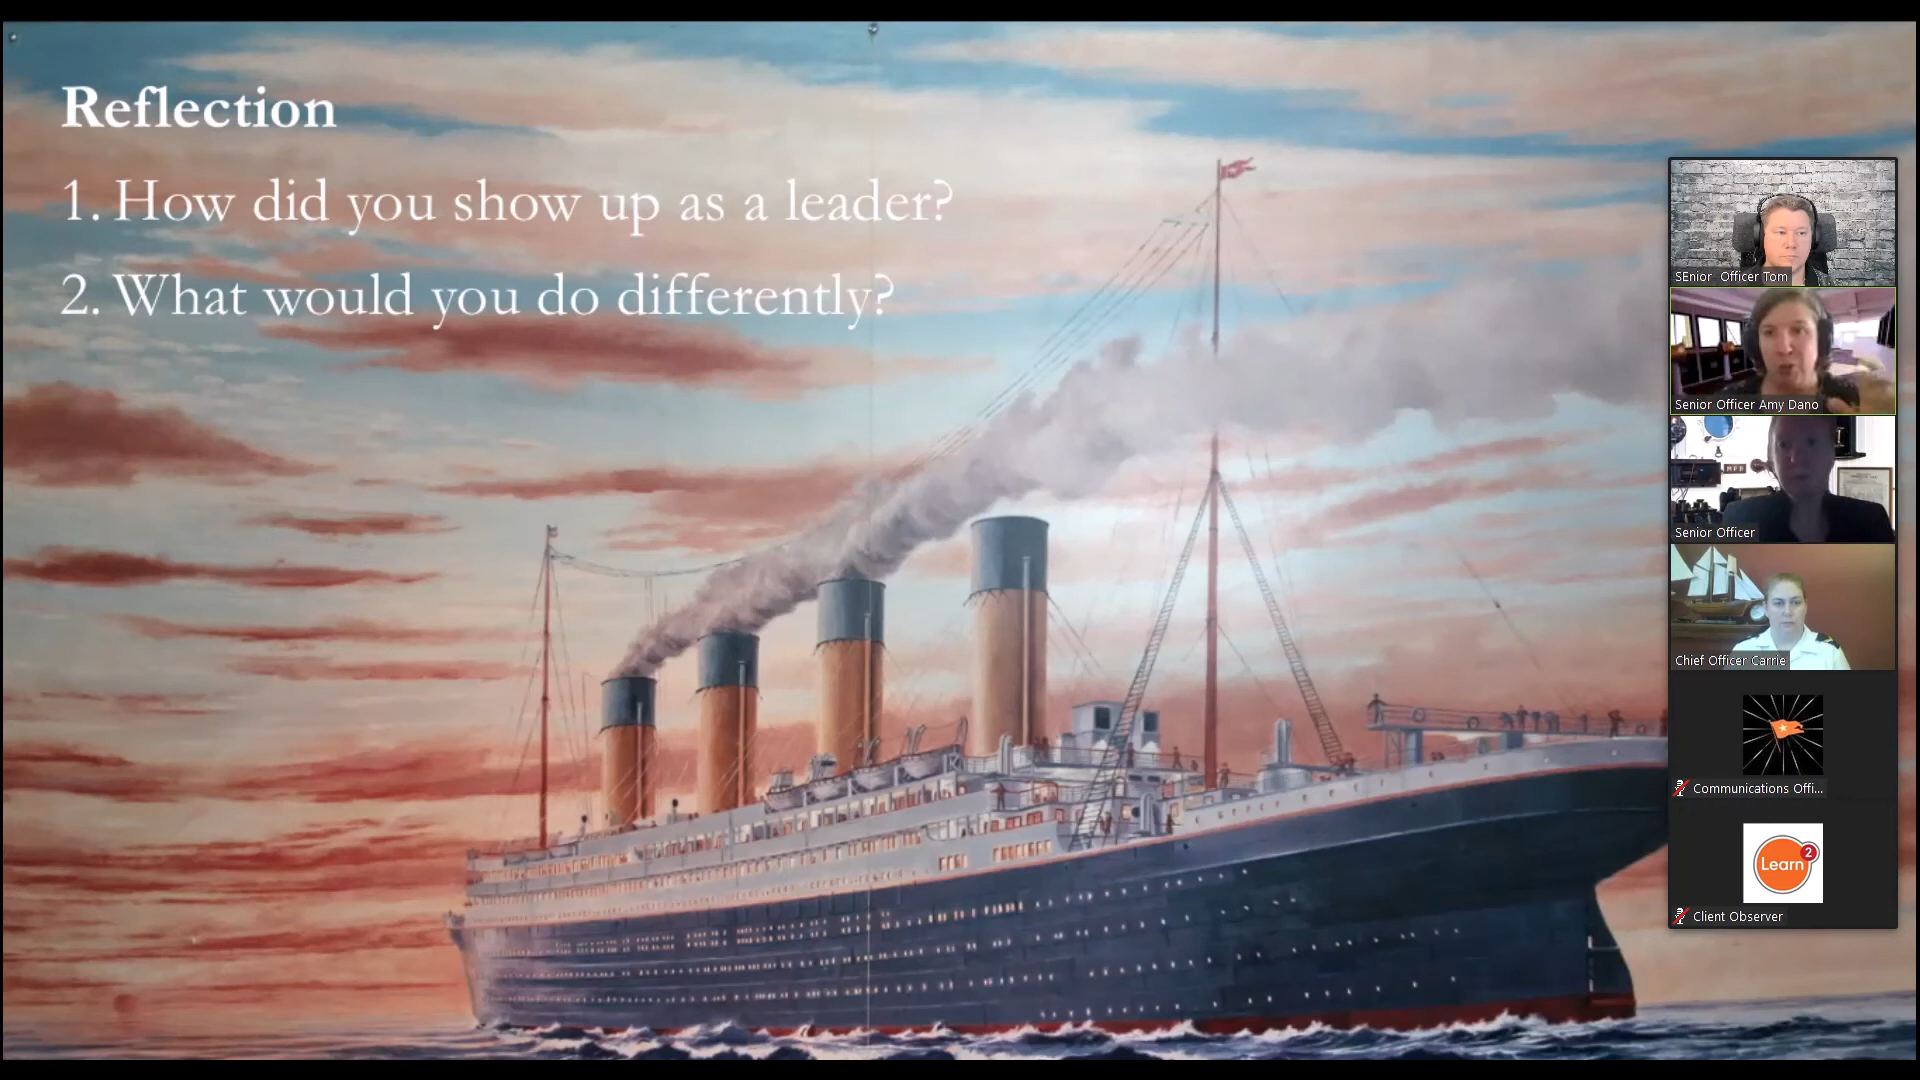 Reflection
1. How did you show up as a leader?
2. What would you do differently?
SEnior Officer Tom
Senior Officer Amy Dano
Senior Officer
Chief Officer Carrie
Communications Offi...
Learn 2
Client Observer